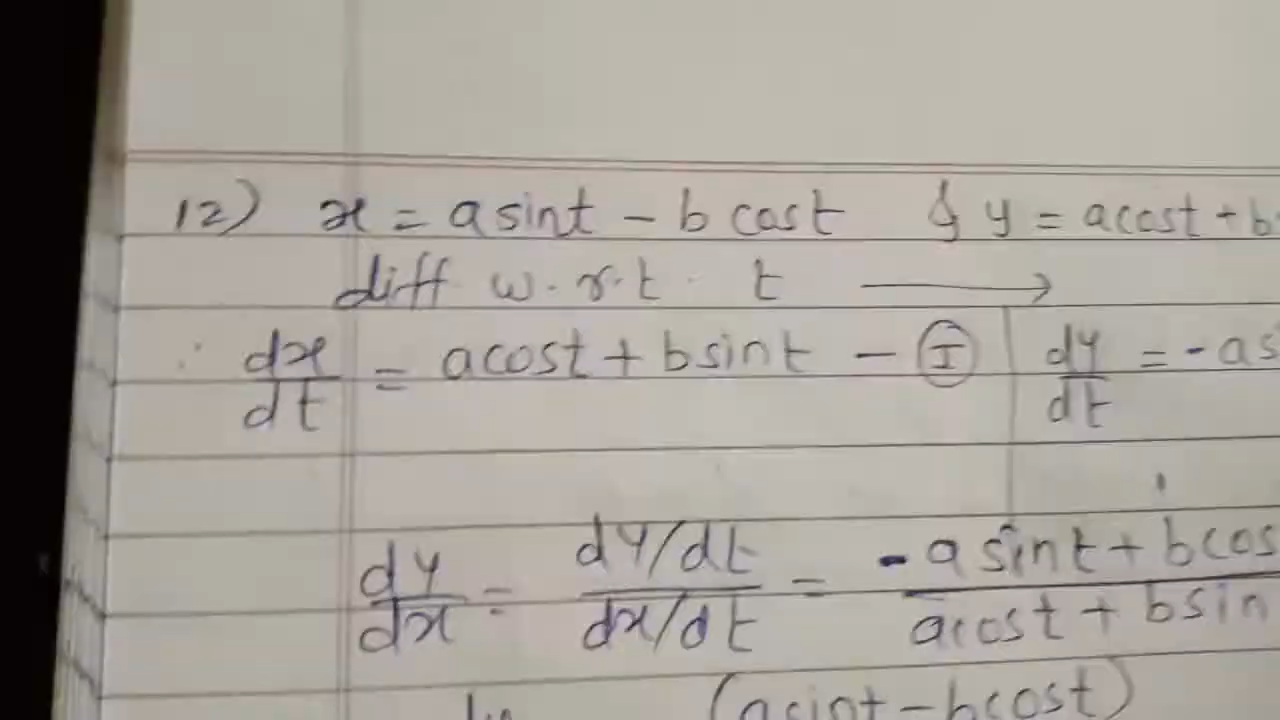 12) x = a sint - b cost & y = acost + b
diff w.r.t. t ⟶
∴ dx/dt = acost + bsint - Ⓘ | dy/dt = -as
dy/dx = (dy/dt)/(dx/dt) = (-a sint + bcos)/(acost + bsin)
(asint - bcost)